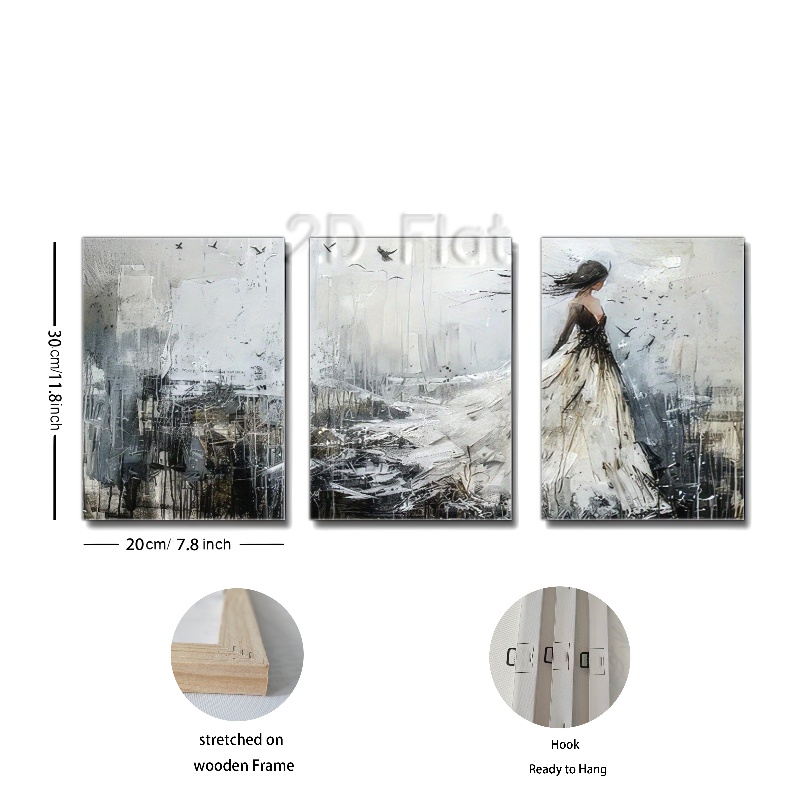 2D Flat
30cm/11.8inch
20cm/ 7.8 inch
stretched on
wooden Frame
Hook
Ready to Hang